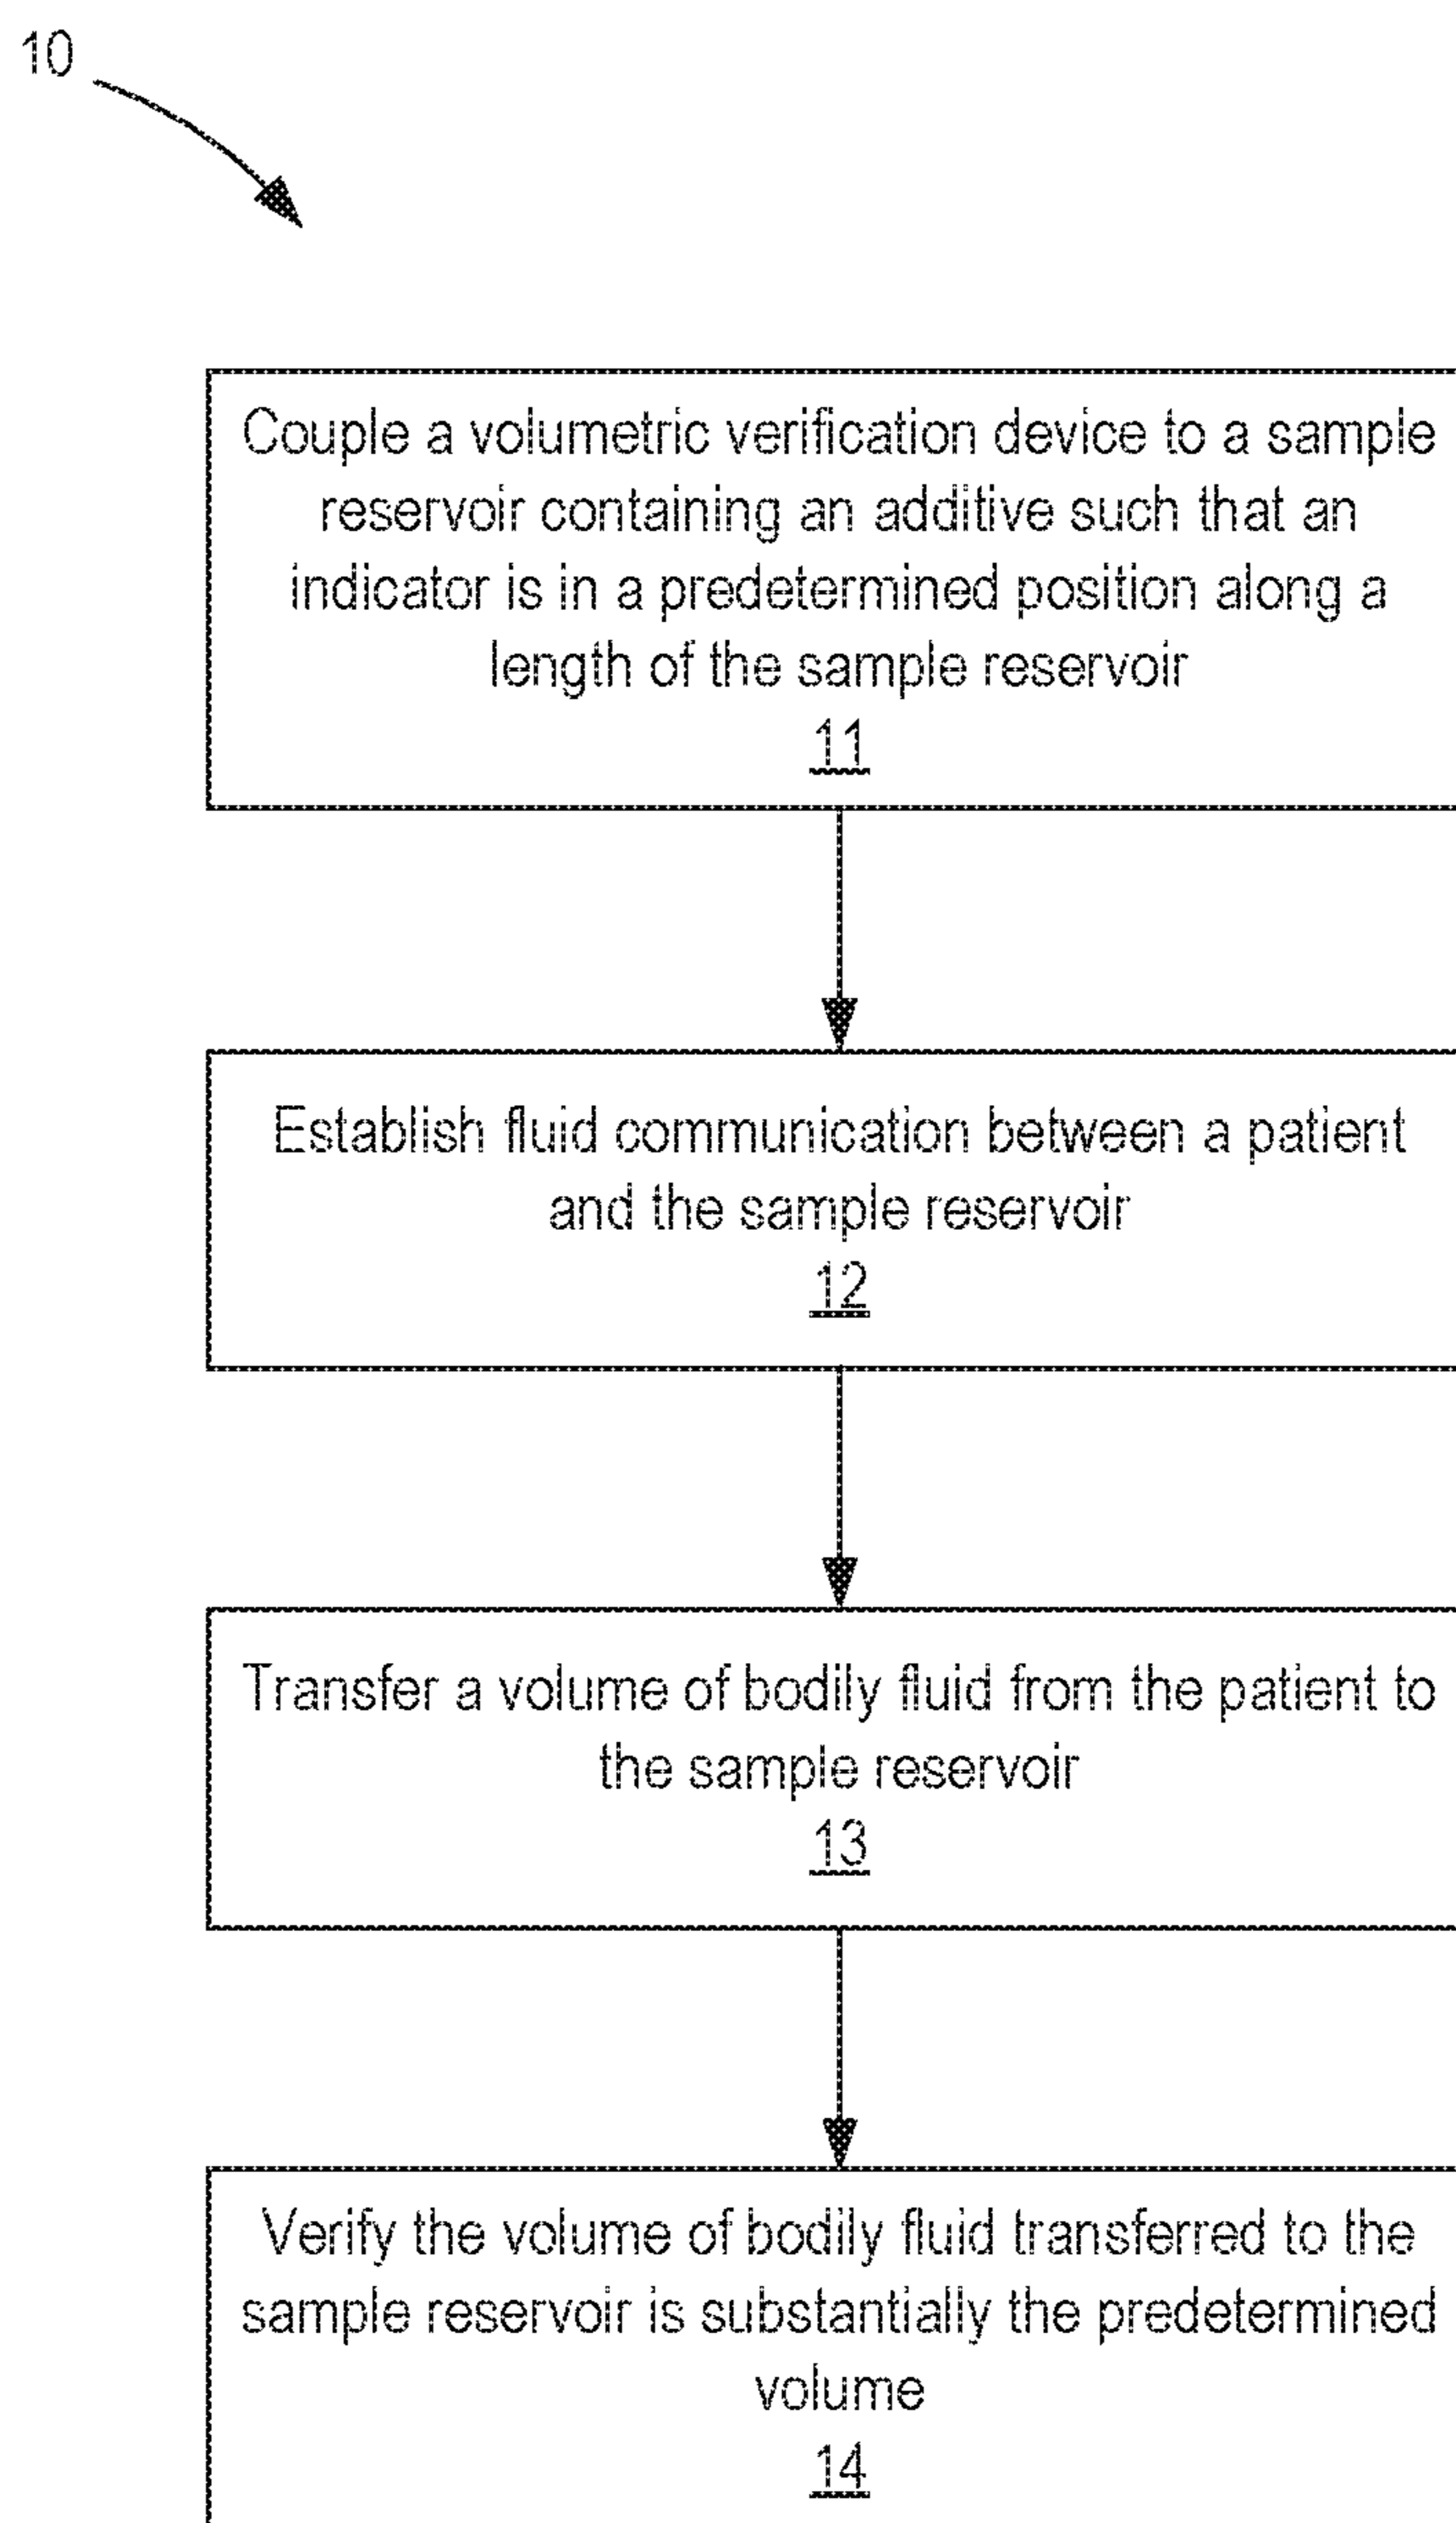 10
Couple a volumetric verification device to a sample
reservoir containing an additive such that an
indicator is in a predetermined position along a
length of the sample reservoir
11
Establish fluid communication between a patient
and the sample reservoir
12
Transfer a volume of bodily fluid from the patient to
the sample reservoir
13
Verify the volume of bodily fluid transferred to the
sample reservoir is substantially the predetermined
volume
14